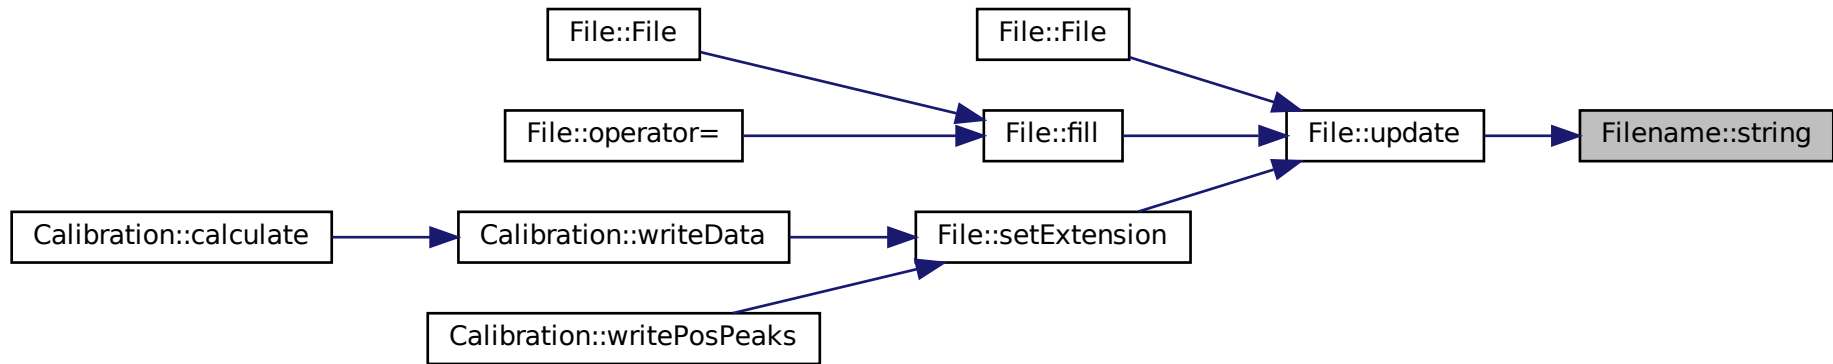 File::File
File::File
File::operator=
File::fill
File::update
Filename::string
Calibration::calculate
Calibration::writeData
File::setExtension
Calibration::writePosPeaks